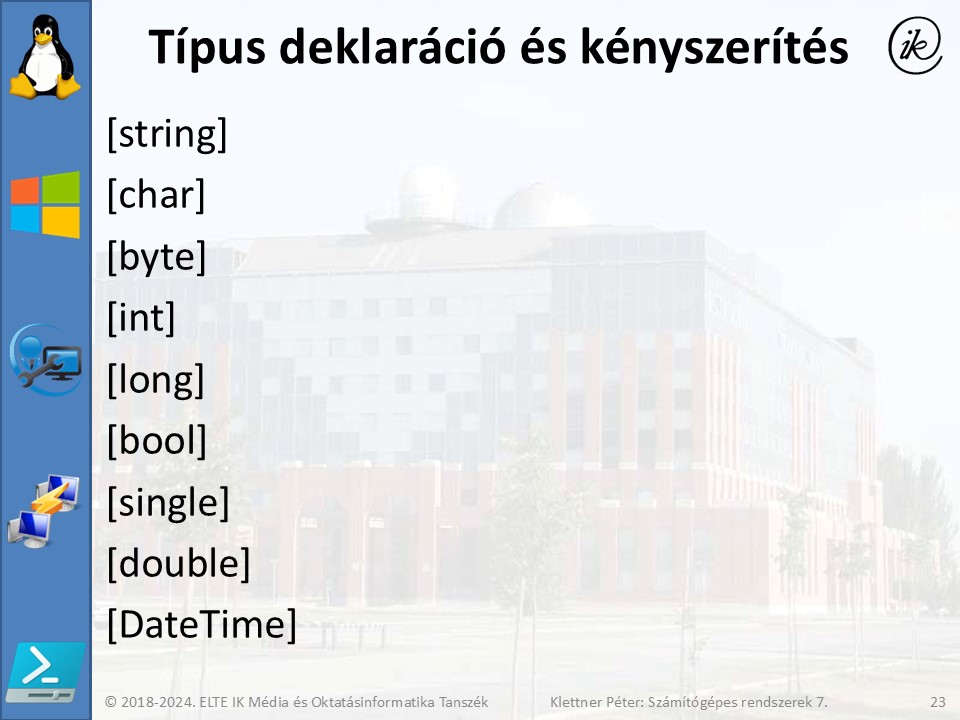 Típus deklaráció és kényszerítés
ik
[string]
[char]
[byte]
[int]
[long]
[bool]
[single]
[double]
[DateTime]
© 2018-2024. ELTE IK Média és Oktatásinformatika Tanszék Klettner Péter: Számítógépes rendszerek 7. 23